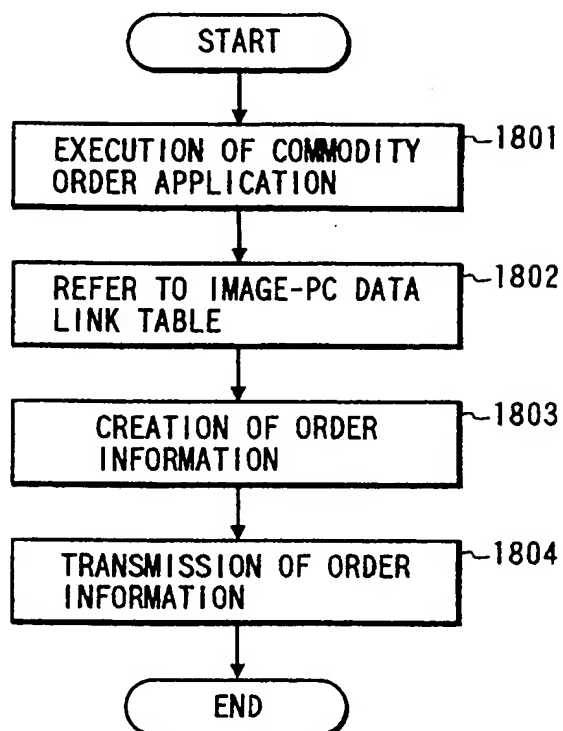 START
EXECUTION OF COMMODITY
ORDER APPLICATION
1801
REFER TO IMAGE-PC DATA
LINK TABLE
1802
CREATION OF ORDER
INFORMATION
1803
TRANSMISSION OF ORDER
INFORMATION
1804
END